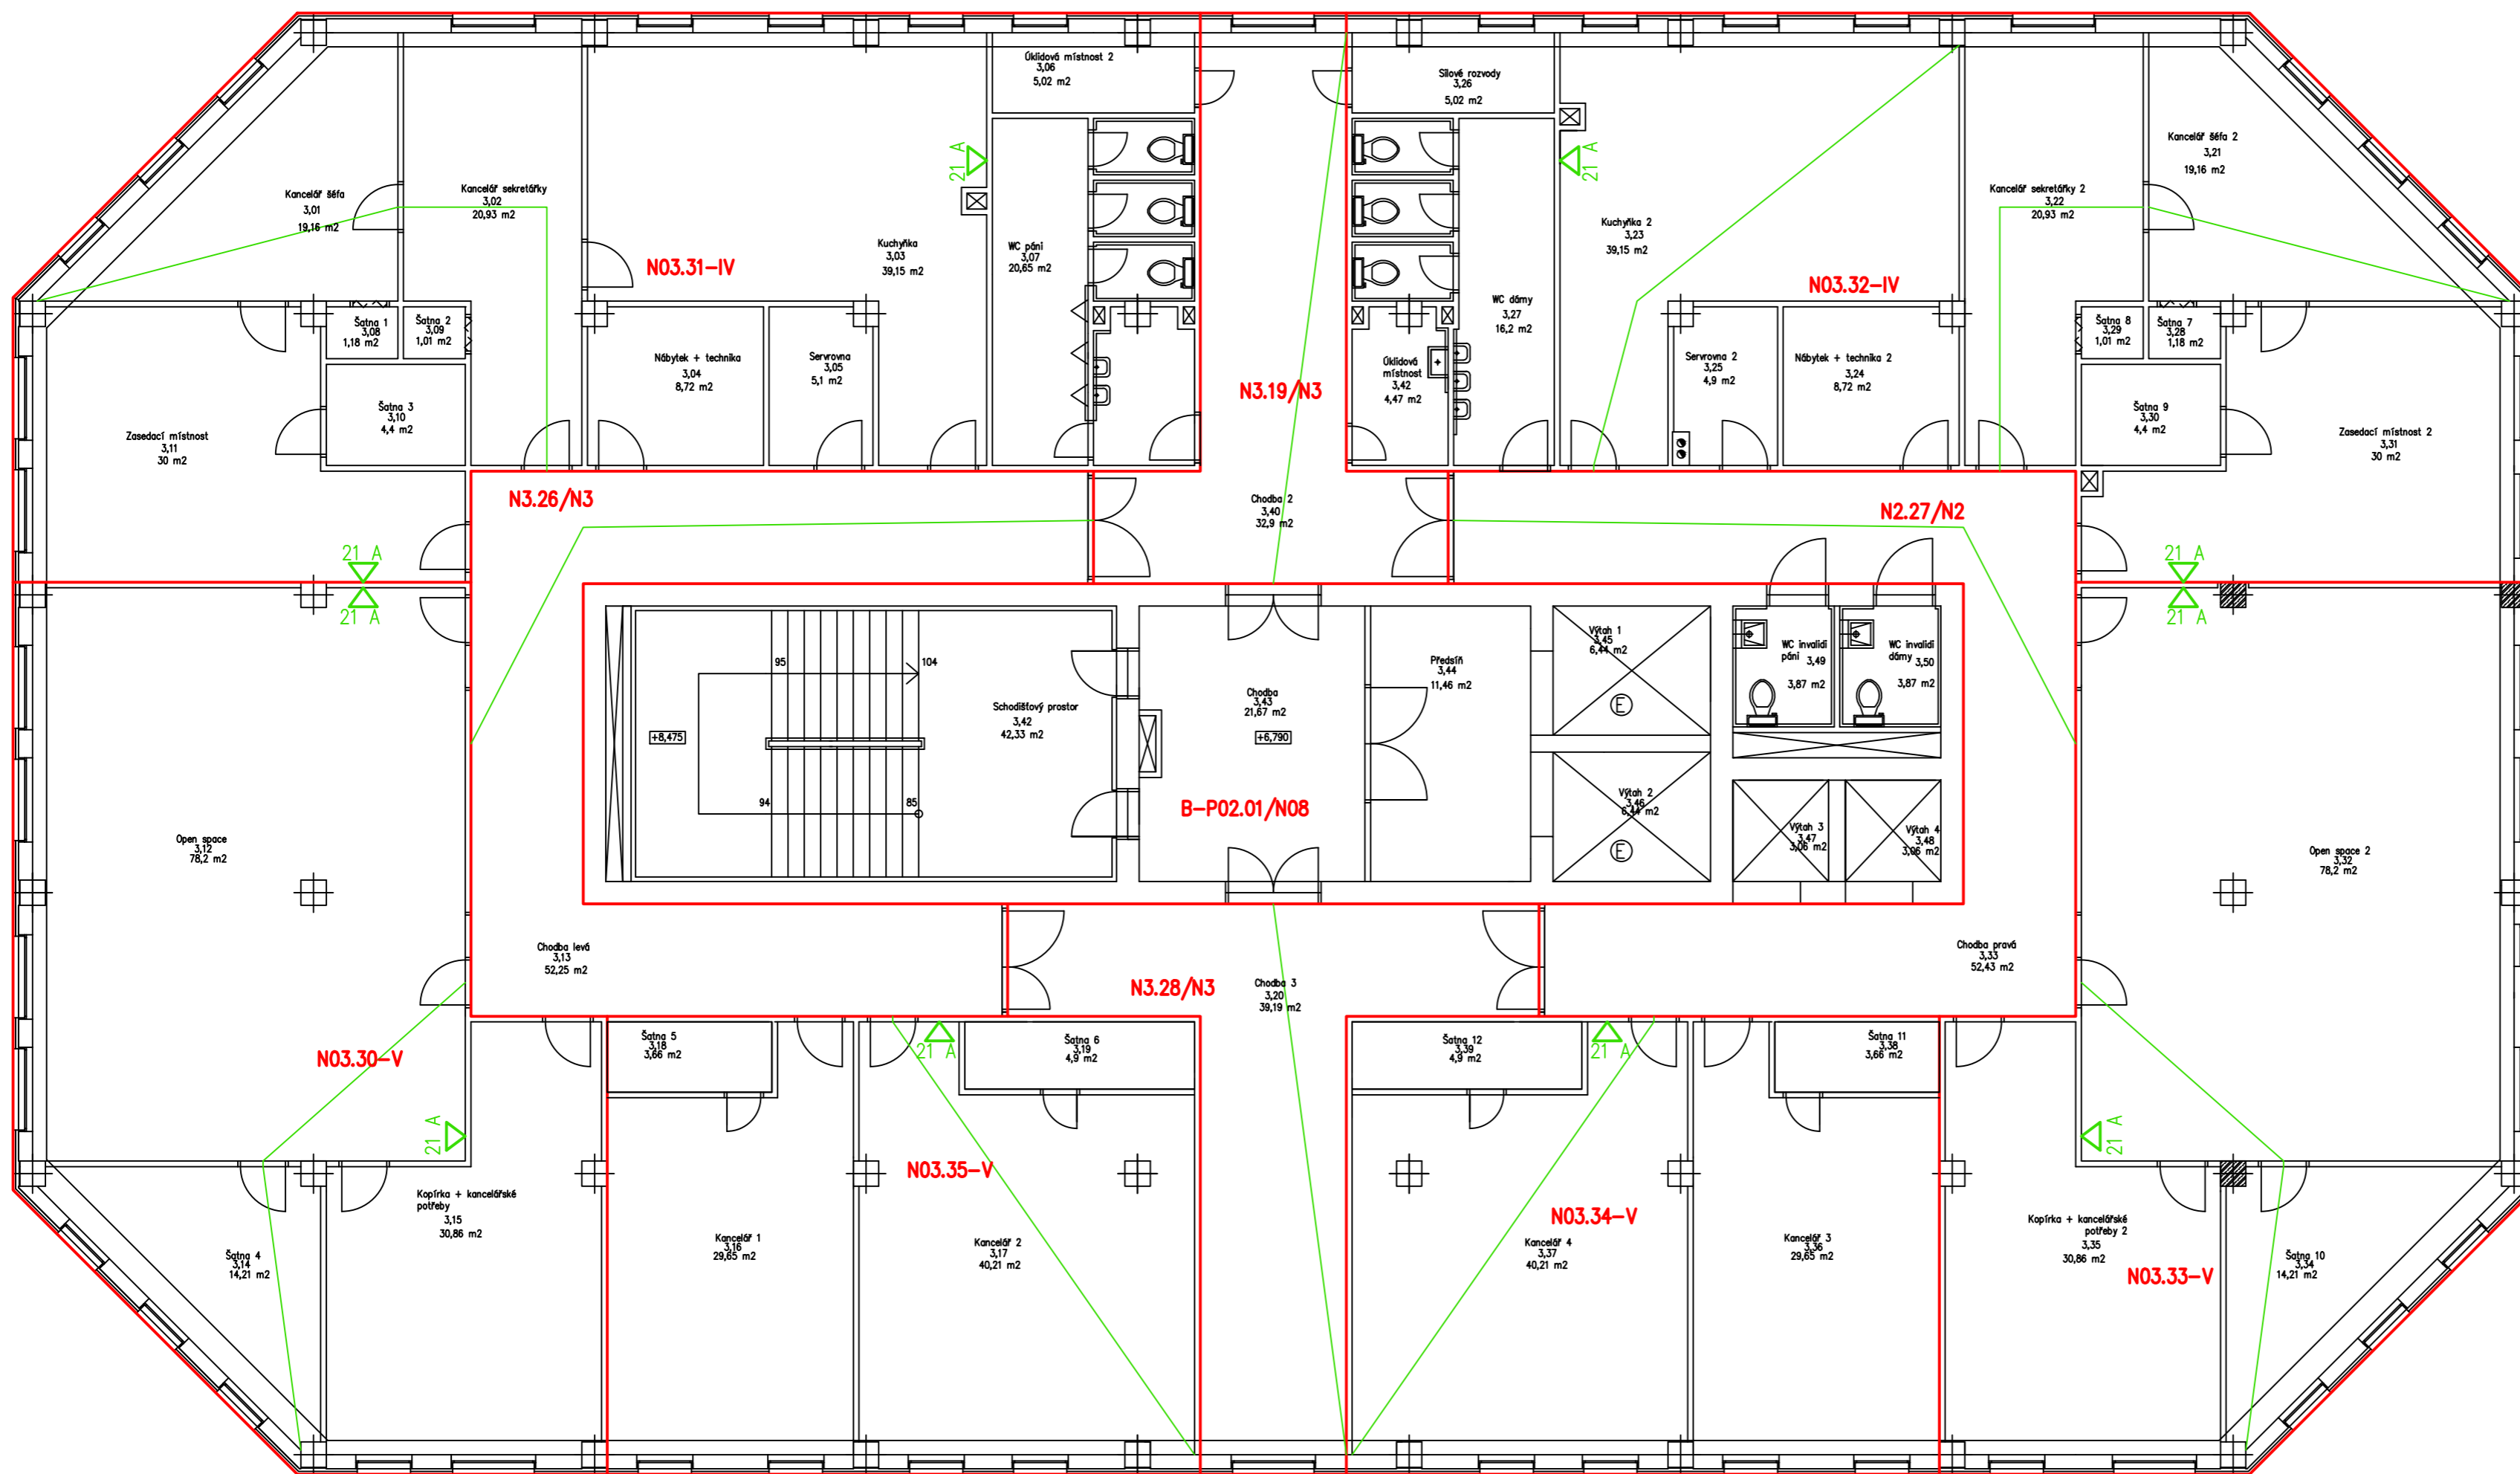 Úklidová místnost 2
3,06
5,02 m2
Silové rozvody
3,26
5,02 m2
21 A
21 A
Kancelář šéfa
3,01
19,16 m2
Kancelář sekretářky
3,02
20,93 m2
Kuchyňka
3,03
39,15 m2
WC páni
3,07
20,65 m2
N03.31-IV
Kuchyňka 2
3,23
39,15 m2
Kancelář sekretářky 2
3,22
20,93 m2
Kancelář šéfa 2
3,21
19,16 m2
N03.32-IV
WC dámy
3,27
16,2 m2
Šatna 1
3,08
1,18 m2
Šatna 2
3,09
1,01 m2
Nábytek + technika
3,04
8,72 m2
Servrovna
3,05
5,1 m2
N3.19/N3
Úklidová
místnost
3,42
4,47 m2
Servrovna 2
3,25
4,9 m2
Nábytek + technika 2
3,24
8,72 m2
Šatna 8
3,29
1,01 m2
Šatna 7
3,28
1,18 m2
Šatna 3
3,10
4,4 m2
Šatna 9
3,30
4,4 m2
Zasedací místnost
3,11
30 m2
Zasedací místnost 2
3,31
30 m2
N3.26/N3
Chodba 2
3,40
32,9 m2
N2.27/N2
21 A
21 A
21 A
21 A
95
104
94
85
+8,475
Schodišťový prostor
3,42
42,33 m2
Chodba
3,43
21,67 m2
+6,790
Předsíň
3,44
11,46 m2
Výtah 1
3,45
6,44 m2
E
WC invalidi
páni 3,49
3,87 m2
WC invalidi
dámy 3,50
3,87 m2
B-P02.01/N08
Výtah 2
3,46
6,44 m2
E
Výtah 3
3,47
3,06 m2
Výtah 4
3,48
3,06 m2
Open space
3,12
78,2 m2
Open space 2
3,32
78,2 m2
Chodba levá
3,13
52,25 m2
N3.28/N3
Chodba 3
3,20
39,19 m2
Chodba pravá
3,33
52,43 m2
N03.30-V
Šatna 5
3,18
3,66 m2
21 A
Šatna 6
3,19
4,9 m2
Šatna 12
3,39
4,9 m2
21 A
Šatna 11
3,38
3,66 m2
21 A
21 A
N03.35-V
N03.34-V
N03.33-V
Kopírka + kancelářské
potřeby
3,15
30,86 m2
Šatna 4
3,14
14,21 m2
Kancelář 1
3,16
29,65 m2
Kancelář 2
3,17
40,21 m2
Kancelář 4
3,37
40,21 m2
Kancelář 3
3,36
29,65 m2
Kopírka + kancelářské
potřeby 2
3,35
30,86 m2
Šatna 10
3,34
14,21 m2